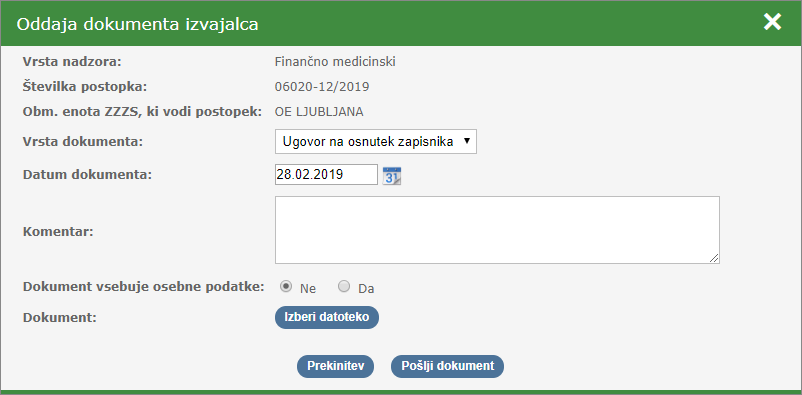 Oddaja dokumenta izvajalca
Vrsta nadzora: Finančno medicinski
Številka postopka: 06020-12/2019
Obm. enota ZZZS, ki vodi postopek: OE LJUBLJANA
Vrsta dokumenta: Ugovor na osnutek zapisnika
Datum dokumenta: 28.02.2019 31
Komentar:
Dokument vsebuje osebne podatke: Ne Da
Dokument: Izberi datoteko
Prekinitev Pošlji dokument